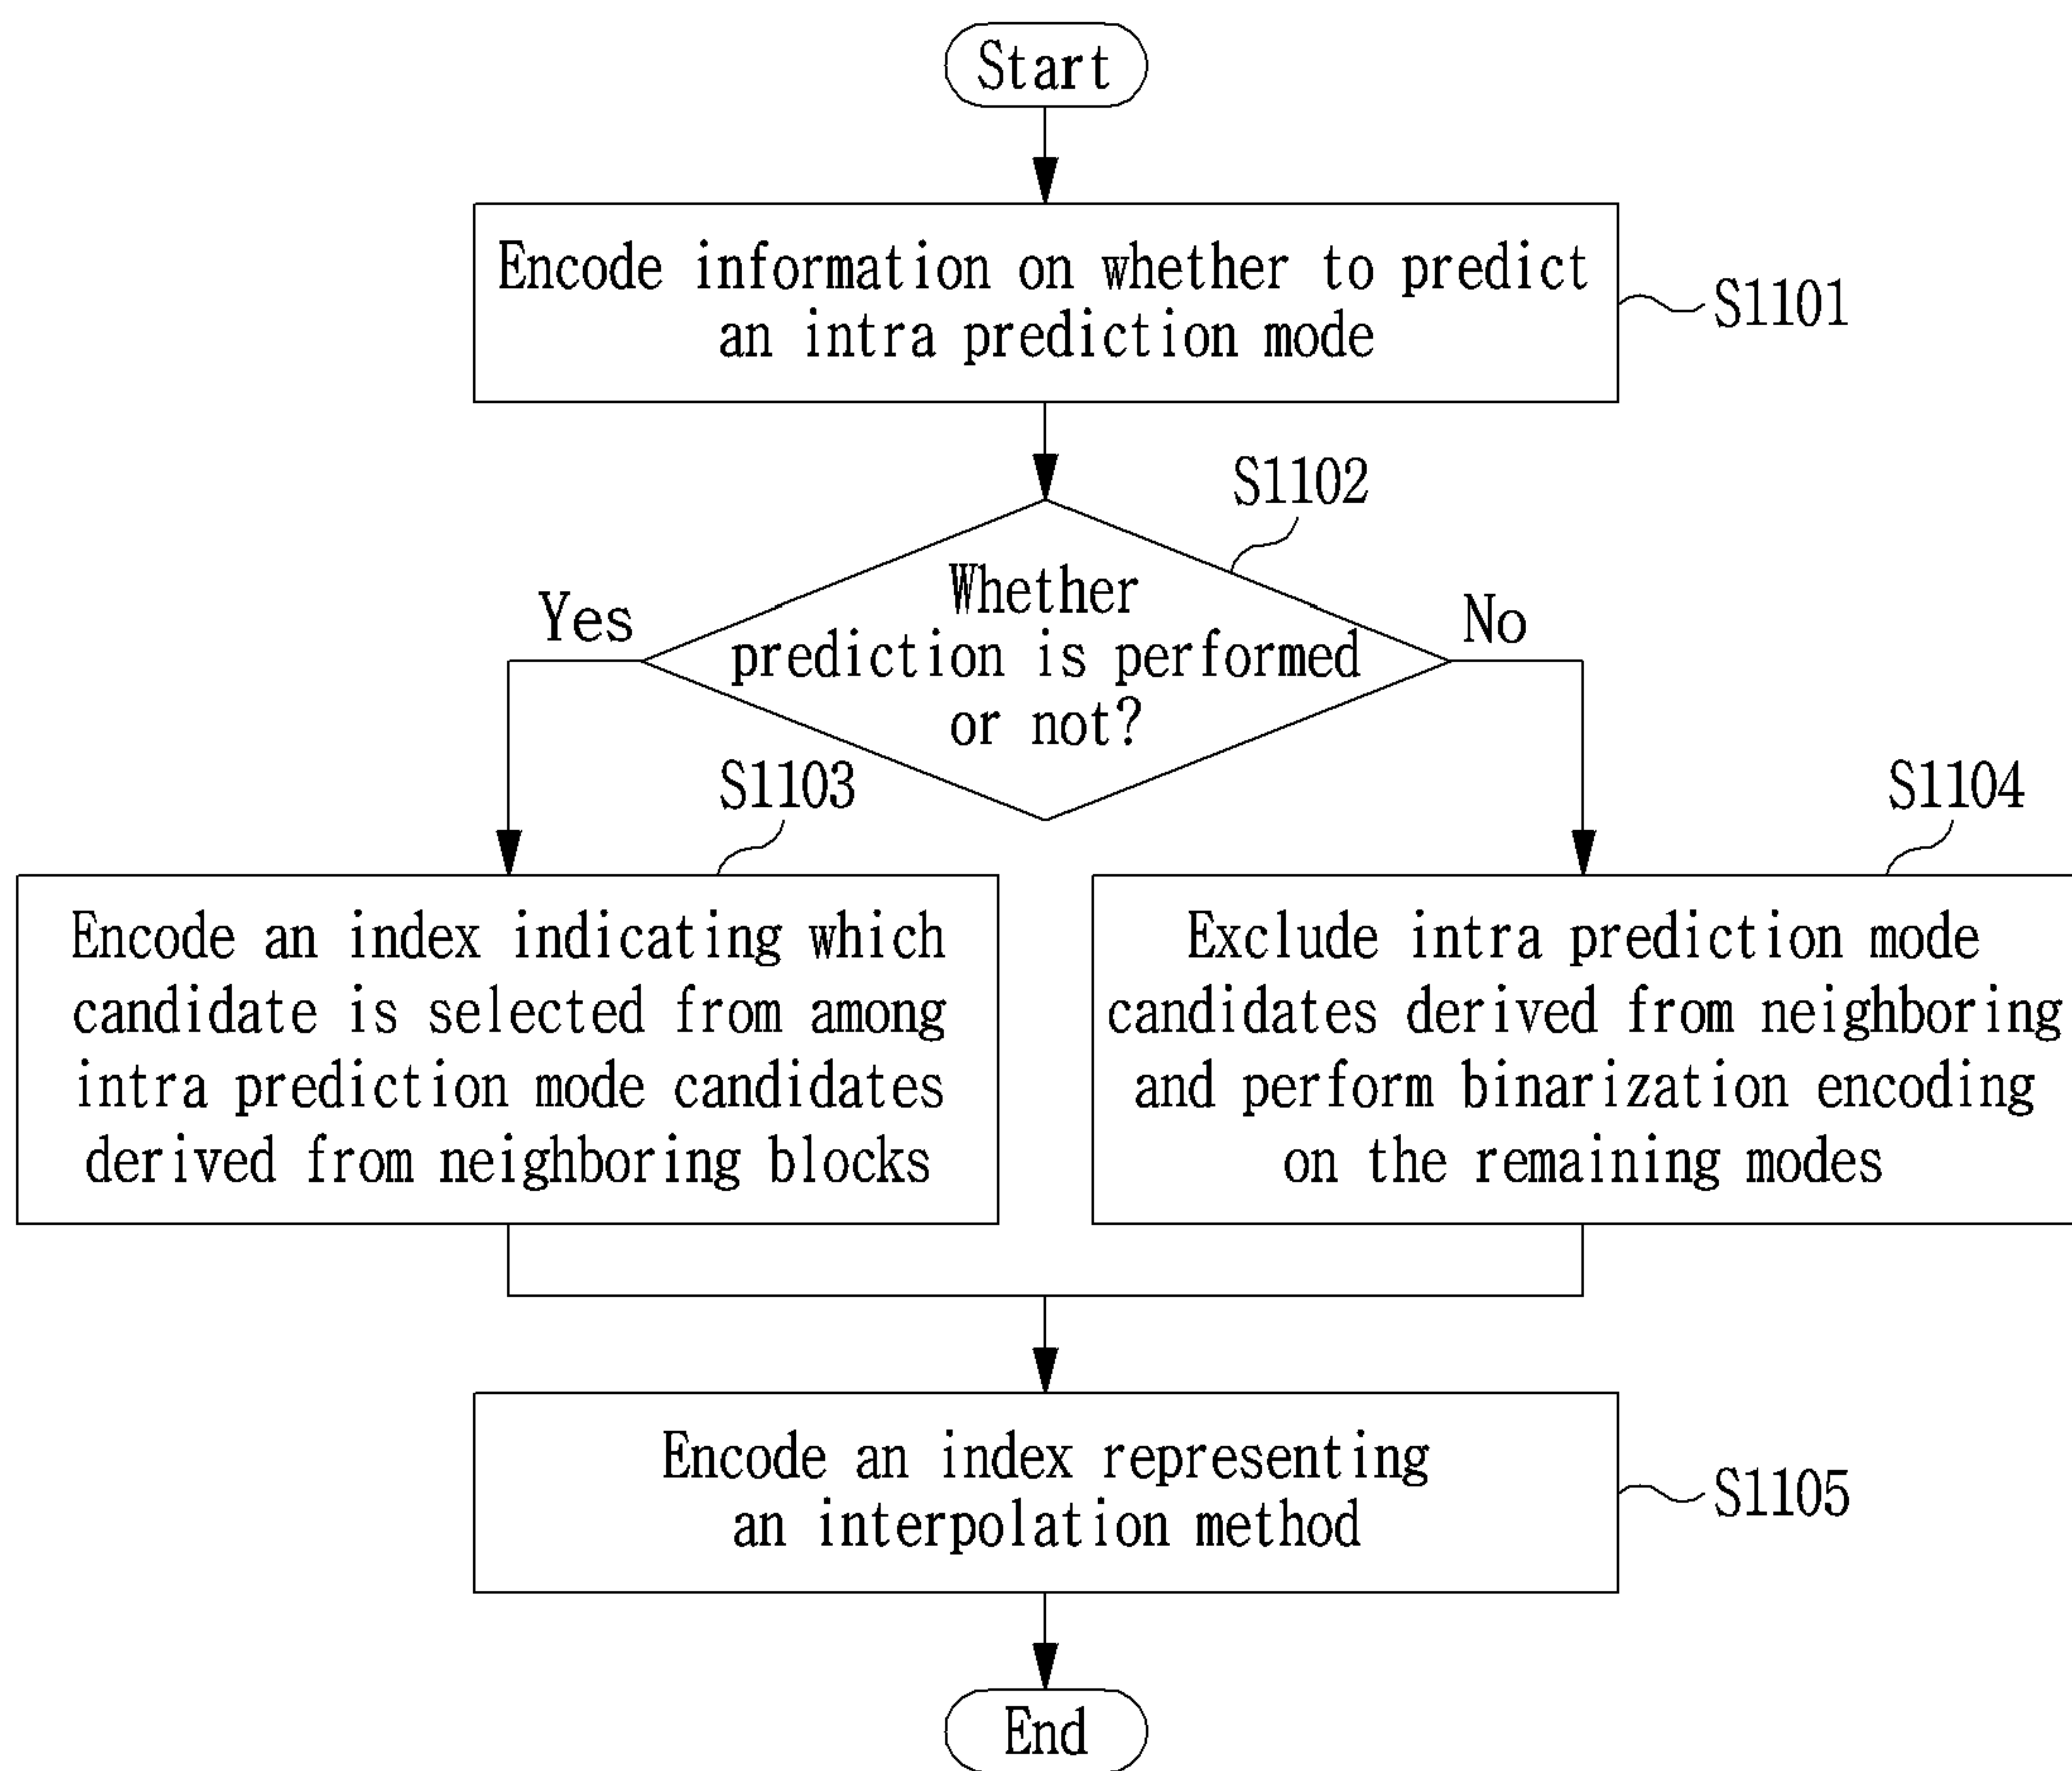 Start
Encode information on whether to predict
an intra prediction mode
S1101
S1102
Whether
prediction is performed
or not?
Yes
No
S1103
Encode an index indicating which
candidate is selected from among
intra prediction mode candidates
derived from neighboring blocks
S1104
Exclude intra prediction mode
candidates derived from neighboring
and perform binarization encoding
on the remaining modes
Encode an index representing
an interpolation method
S1105
End